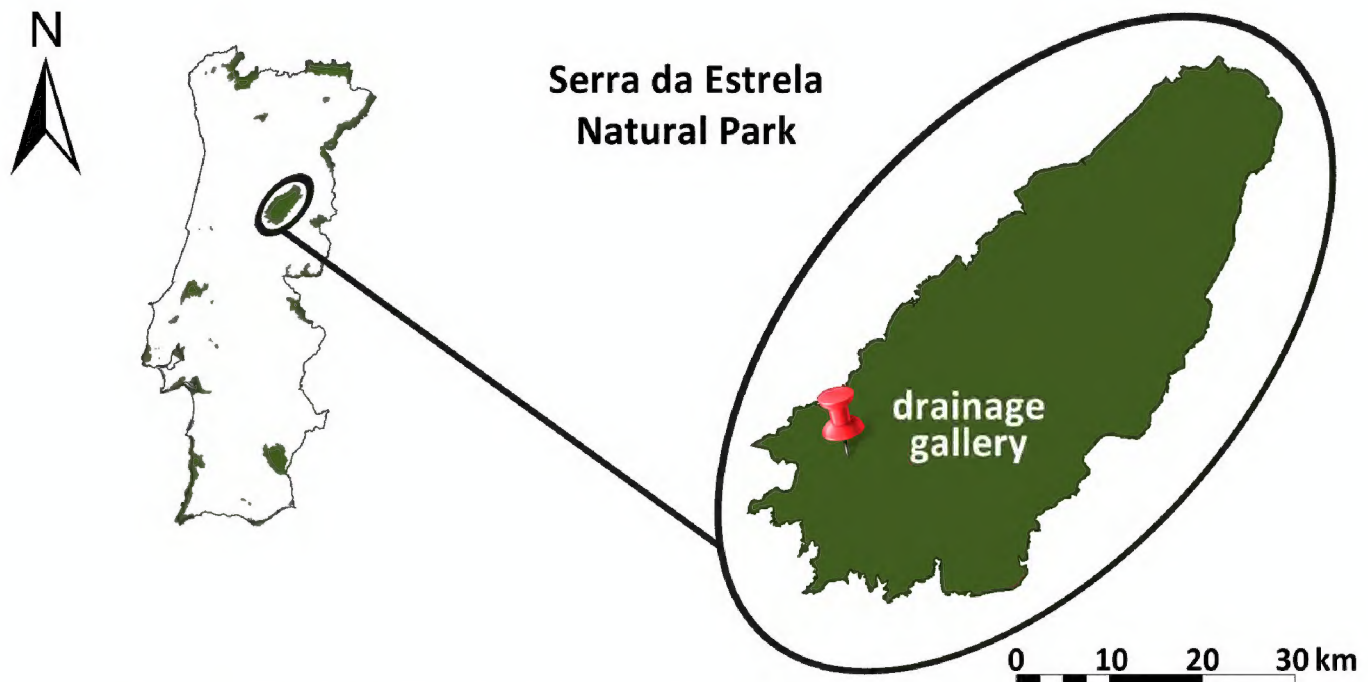 N
Serra da Estrela
Natural Park
drainage
gallery
0 10 20 30 km